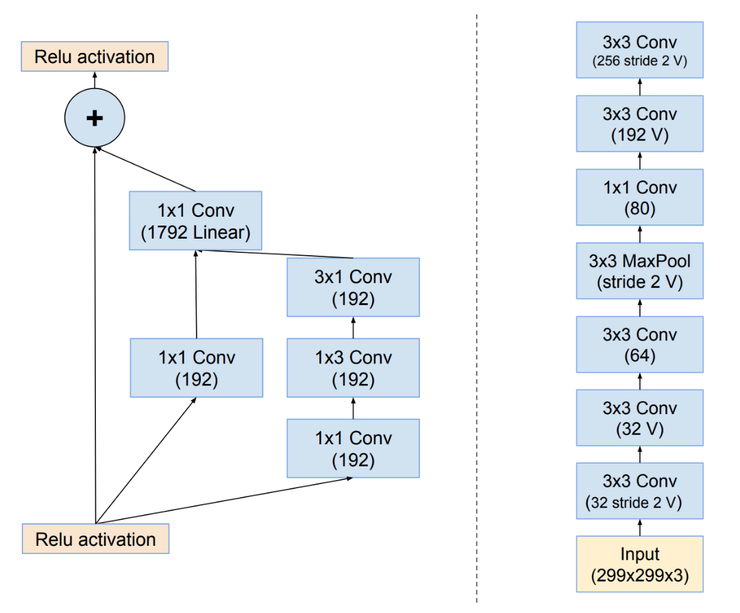 Relu activation
+
1x1 Conv
(1792 Linear)
3x1 Conv
(192)
1x1 Conv
(192)
1x3 Conv
(192)
1x1 Conv
(192)
Relu activation
3x3 Conv
(256 stride 2 V)
3x3 Conv
(192 V)
1x1 Conv
(80)
3x3 MaxPool
(stride 2 V)
3x3 Conv
(64)
3x3 Conv
(32 V)
3x3 Conv
(32 stride 2 V)
Input
(299x299x3)